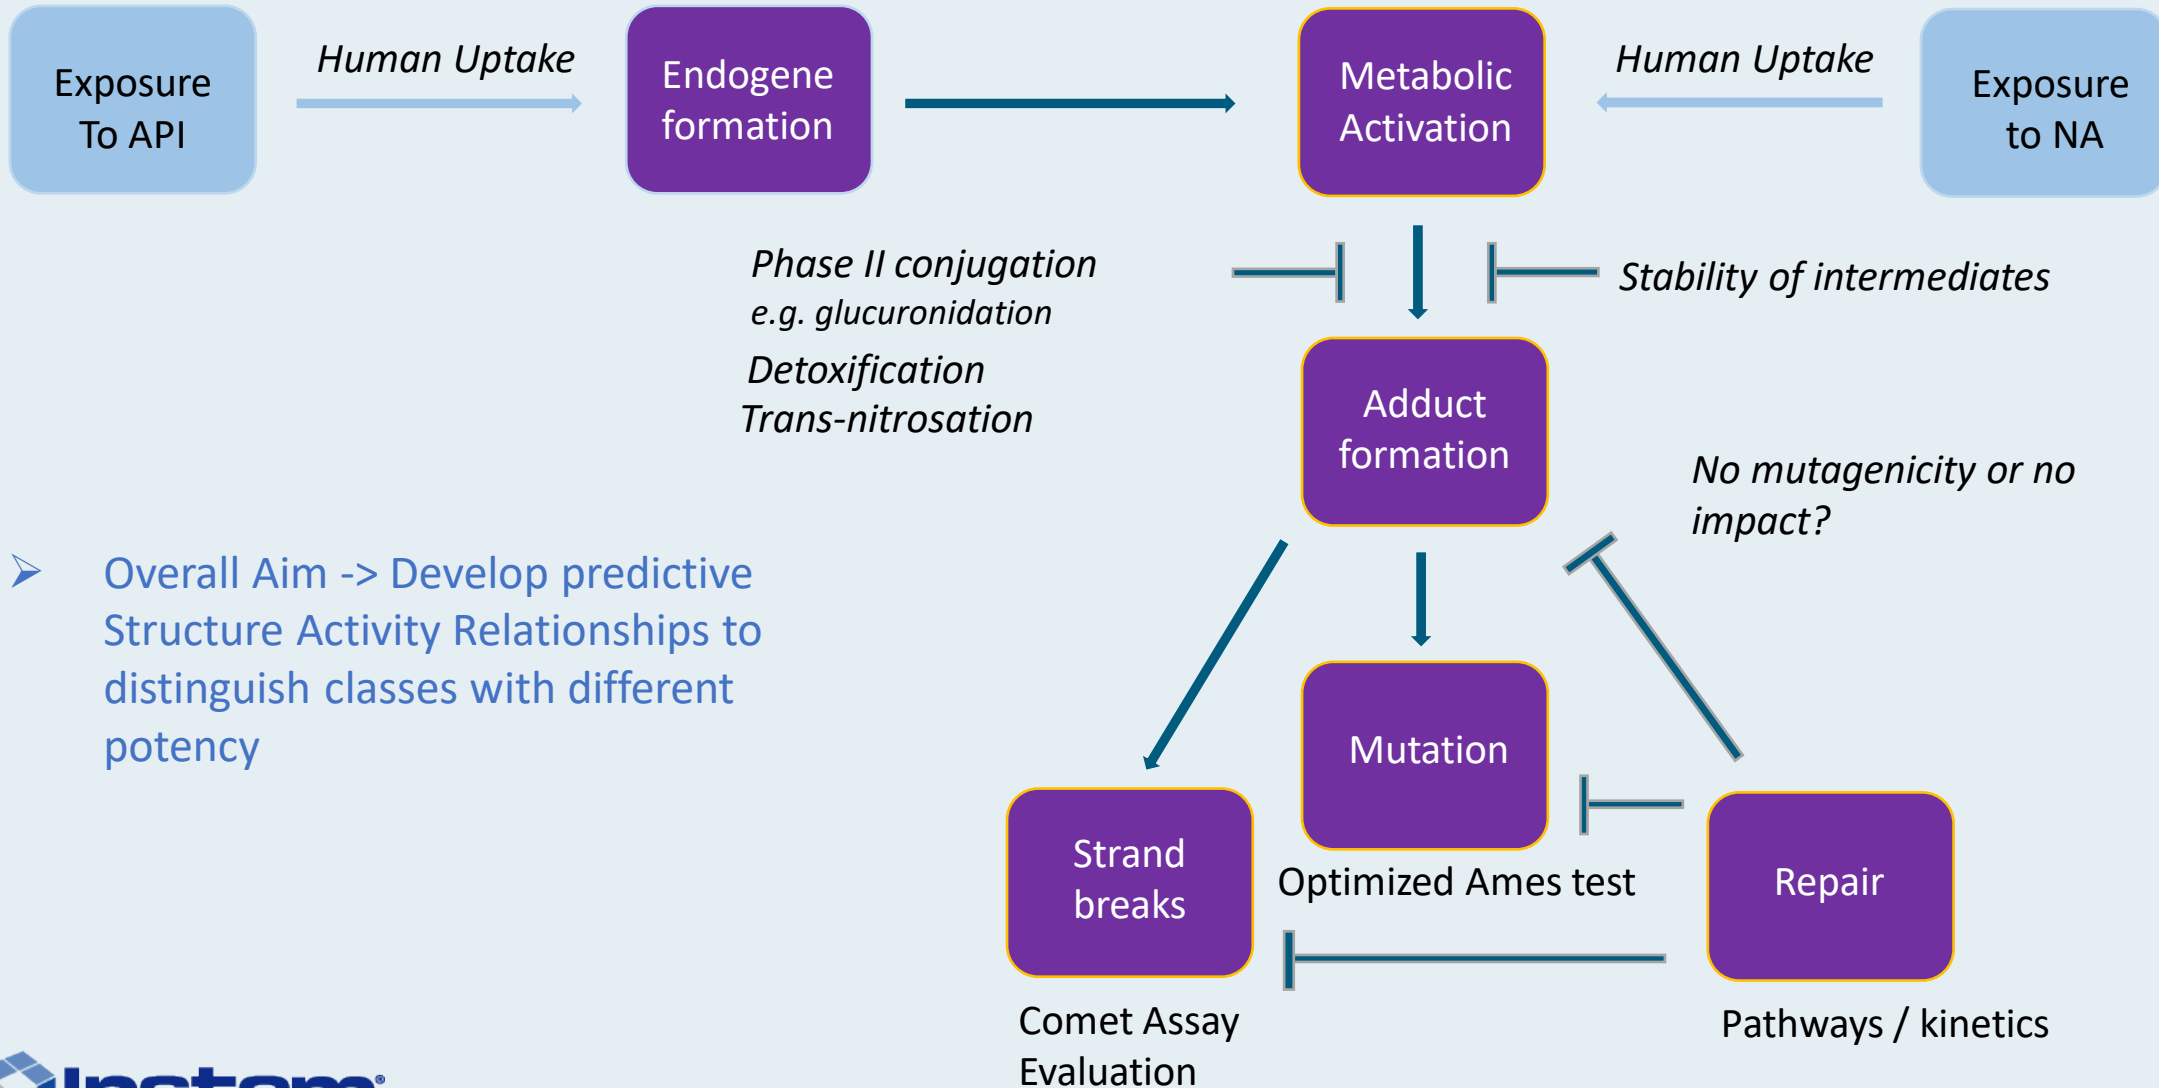 Exposure
To API
Human Uptake
Endogene
formation
Metabolic
Activation
Human Uptake
Exposure
to NA
Phase II conjugation
e.g. glucuronidation
Detoxification
Trans-nitrosation
Stability of intermediates
Adduct
formation
No mutagenicity or no
impact?
➢ Overall Aim -> Develop predictive
Structure Activity Relationships to
distinguish classes with different
potency
Mutation
Strand
breaks
Optimized Ames test
Repair
Comet Assay
Evaluation
Pathways / kinetics
Instem®